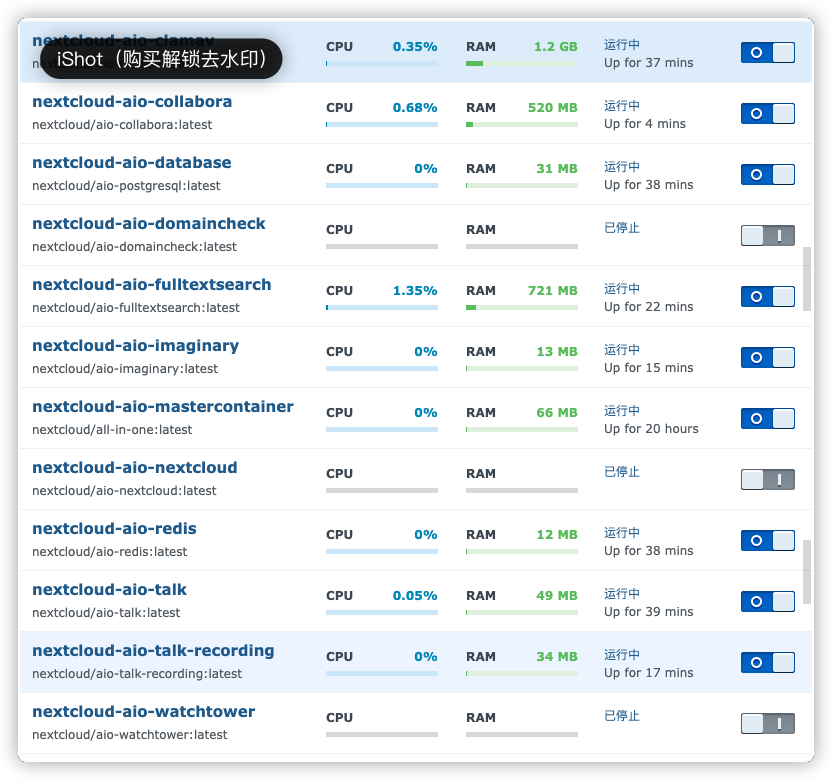 nextcloud-aio-clamav
CPU 0.35% RAM 1.2 GB 运行中
iShot（购买解锁去水印）
Up for 37 mins
nextcloud-aio-collabora
CPU 0.68% RAM 520 MB 运行中
nextcloud/aio-collabora:latest
Up for 4 mins
nextcloud-aio-database
CPU 0% RAM 31 MB 运行中
nextcloud/aio-postgresql:latest
Up for 38 mins
nextcloud-aio-domaincheck
CPU RAM 已停止
nextcloud/aio-domaincheck:latest
nextcloud-aio-fulltextsearch
CPU 1.35% RAM 721 MB 运行中
nextcloud/aio-fulltextsearch:latest
Up for 22 mins
nextcloud-aio-imaginary
CPU 0% RAM 13 MB 运行中
nextcloud/aio-imaginary:latest
Up for 15 mins
nextcloud-aio-mastercontainer
CPU 0% RAM 66 MB 运行中
nextcloud/all-in-one:latest
Up for 20 hours
nextcloud-aio-nextcloud
CPU RAM 已停止
nextcloud/aio-nextcloud:latest
nextcloud-aio-redis
CPU 0% RAM 12 MB 运行中
nextcloud/aio-redis:latest
Up for 38 mins
nextcloud-aio-talk
CPU 0.05% RAM 49 MB 运行中
nextcloud/aio-talk:latest
Up for 39 mins
nextcloud-aio-talk-recording
CPU 0% RAM 34 MB 运行中
nextcloud/aio-talk-recording:latest
Up for 17 mins
nextcloud-aio-watchtower
CPU RAM 已停止
nextcloud/aio-watchtower:latest